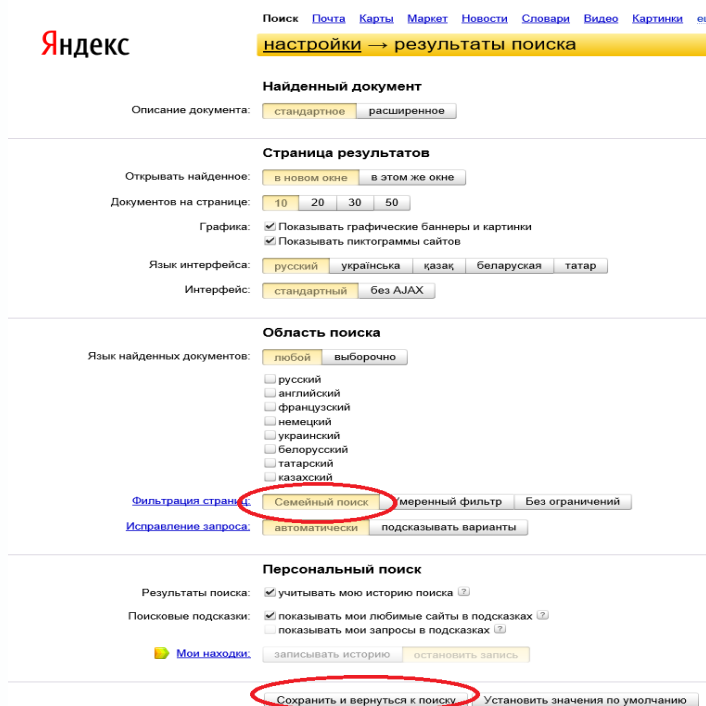 Поиск Почта Карты Маркет Новости Словари Видео Картинки
Яндекс
настройки → результаты поиска
Найденный документ
Описание документа: стандартное расширенное
Страница результатов
Открывать найденное: в новом окне в этом же окне
Документов на странице: 10 20 30 50
Графика: Показывать графические баннеры и картинки
Показывать пиктограммы сайтов
Язык интерфейса: русский українська қазақ беларуская татар
Интерфейс: стандартный без AJAX
Область поиска
Язык найденных документов: любой выборочно
русский
английский
французский
немецкий
украинский
белорусский
татарский
казахский
Фильтрация страниц: Семейный поиск Умеренный фильтр Без ограничений
Исправление запроса: автоматически подсказывать варианты
Персональный поиск
Результаты поиска: учитывать мою историю поиска ?
Поисковые подсказки: показывать мои любимые сайты в подсказках ?
показывать мои запросы в подсказках ?
Мои находки: записывать историю остановить запись
Сохранить и вернуться к поиску Установить значения по умолчанию